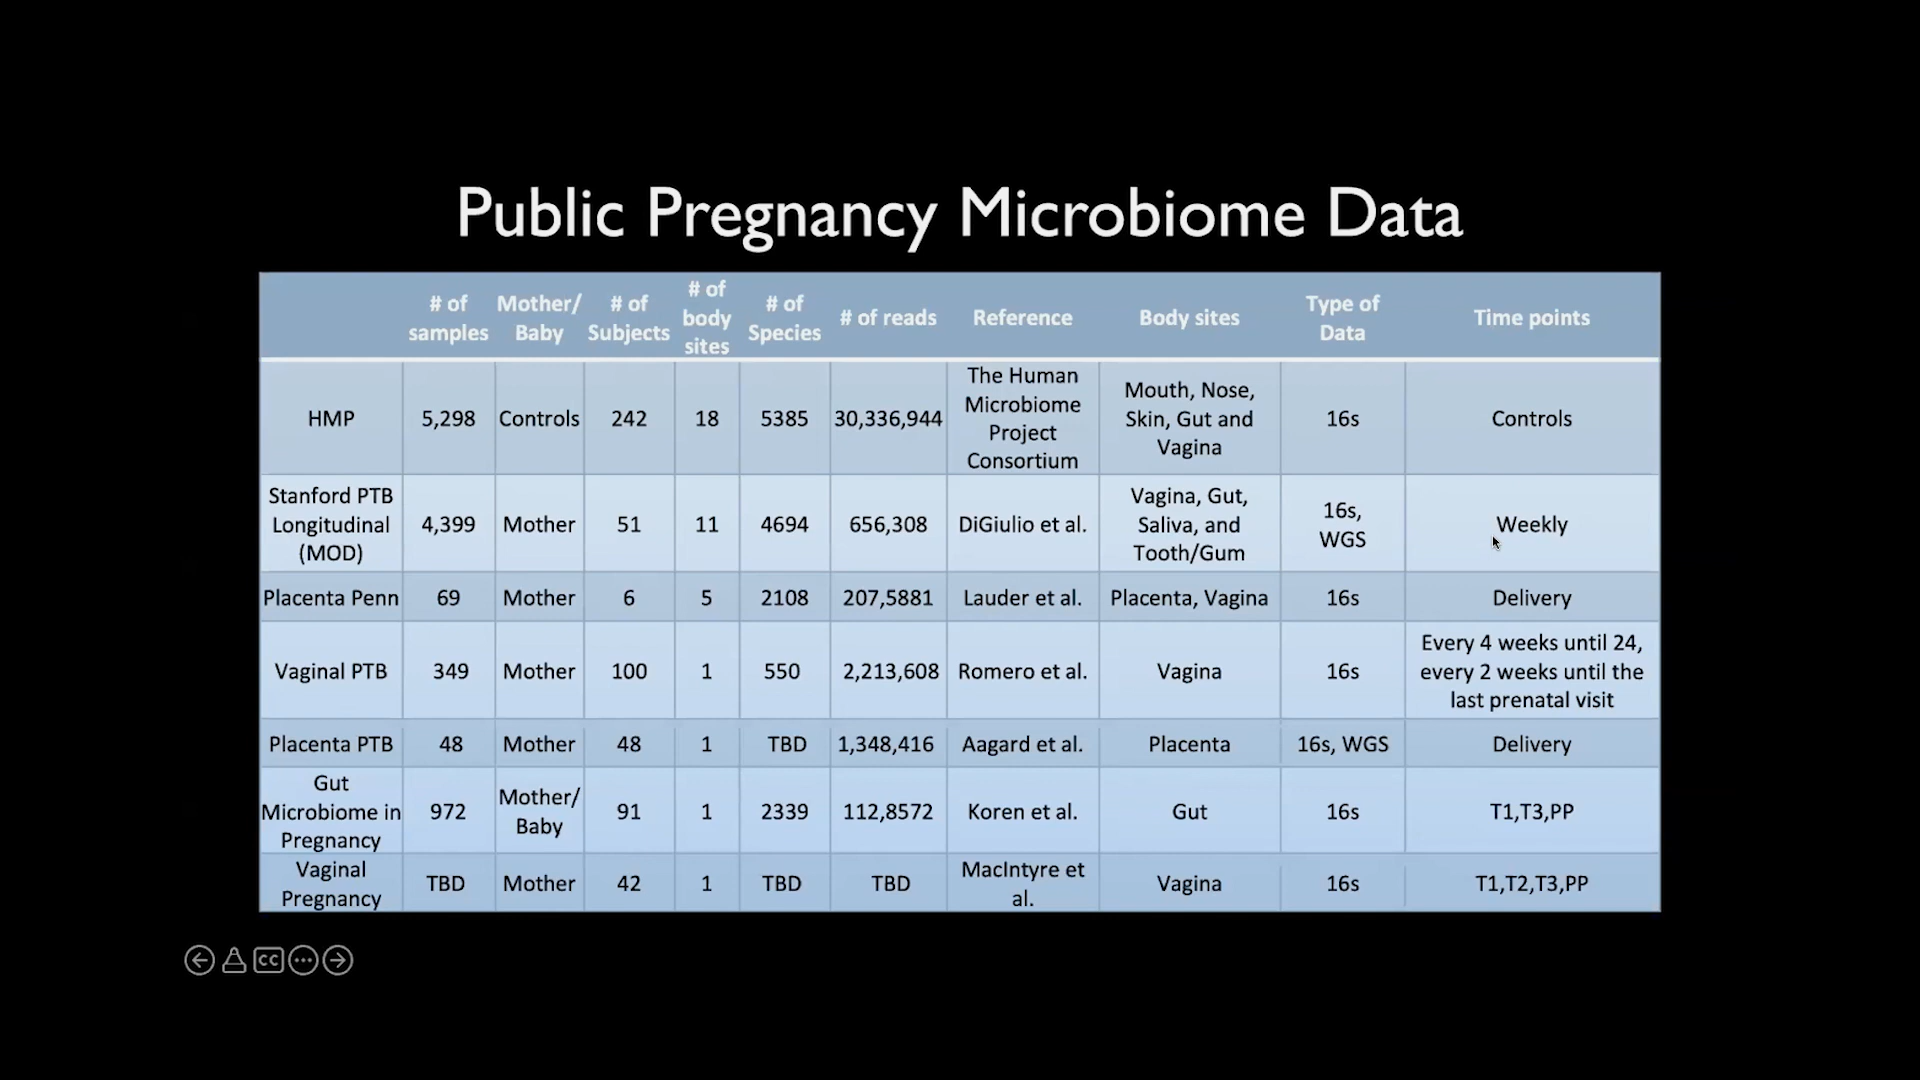 Public Pregnancy Microbiome Data
# of samples Mother/ Baby # of Subjects # of body sites # of Species # of reads Reference Body sites Type of Data Time points
HMP 5,298 Controls 242 18 5385 30,336,944 The Human Microbiome Project Consortium Mouth, Nose, Skin, Gut and Vagina 16s Controls
Stanford PTB Longitudinal (MOD) 4,399 Mother 51 11 4694 656,308 DiGiulio et al. Vagina, Gut, Saliva, and Tooth/Gum 16s, WGS Weekly
Placenta Penn 69 Mother 6 5 2108 207,5881 Lauder et al. Placenta, Vagina 16s Delivery
Vaginal PTB 349 Mother 100 1 550 2,213,608 Romero et al. Vagina 16s Every 4 weeks until 24, every 2 weeks until the last prenatal visit
Placenta PTB 48 Mother 48 1 TBD 1,348,416 Aagard et al. Placenta 16s, WGS Delivery
Gut Microbiome in Pregnancy 972 Mother/ Baby 91 1 2339 112,8572 Koren et al. Gut 16s T1,T3,PP
Vaginal Pregnancy TBD Mother 42 1 TBD TBD MacIntyre et al. Vagina 16s T1,T2,T3,PP
CC